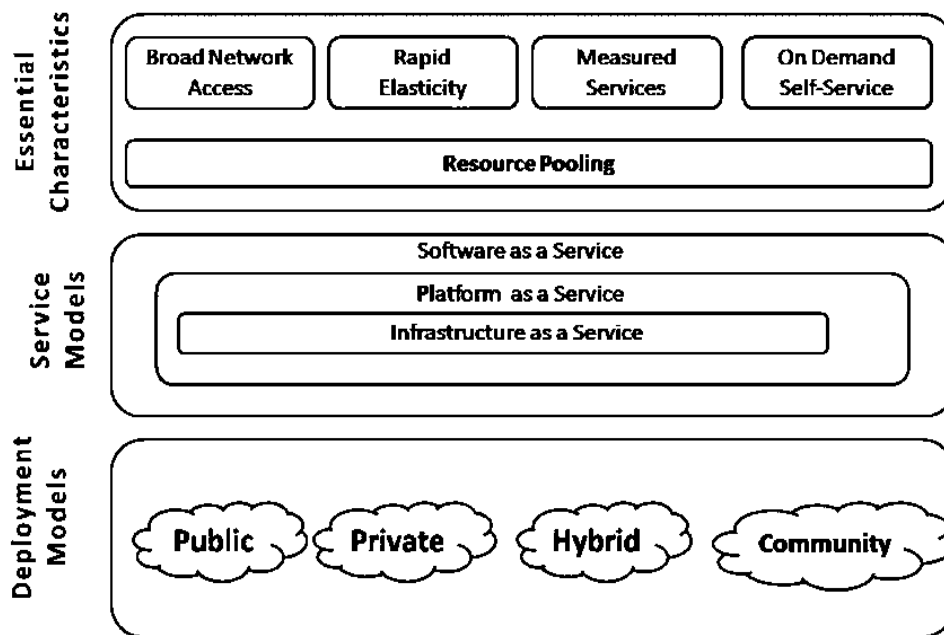 Essential
Characteristics
Broad Network
Access
Rapid
Elasticity
Measured
Services
On Demand
Self-Service
Resource Pooling
Service
Models
Software as a Service
Platform as a Service
Infrastructure as a Service
Deployment
Models
Public
Private
Hybrid
Community